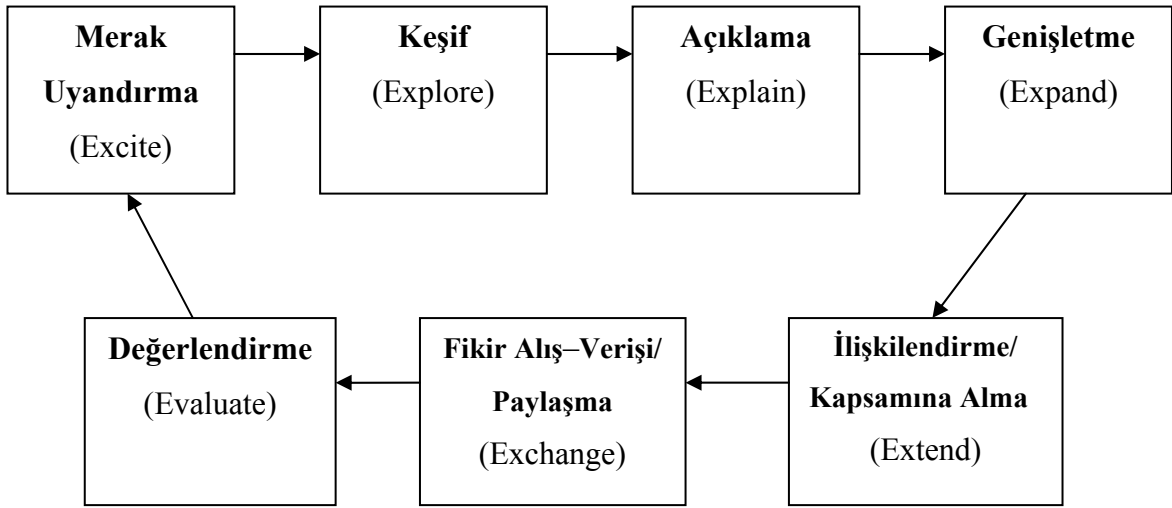 Merak
Uyandırma
(Excite)
Keşif
(Explore)
Açıklama
(Explain)
Genişletme
(Expand)
İlişkilendirme/
Kapsamına Alma
(Extend)
Fikir Alış–Verişi/
Paylaşma
(Exchange)
Değerlendirme
(Evaluate)